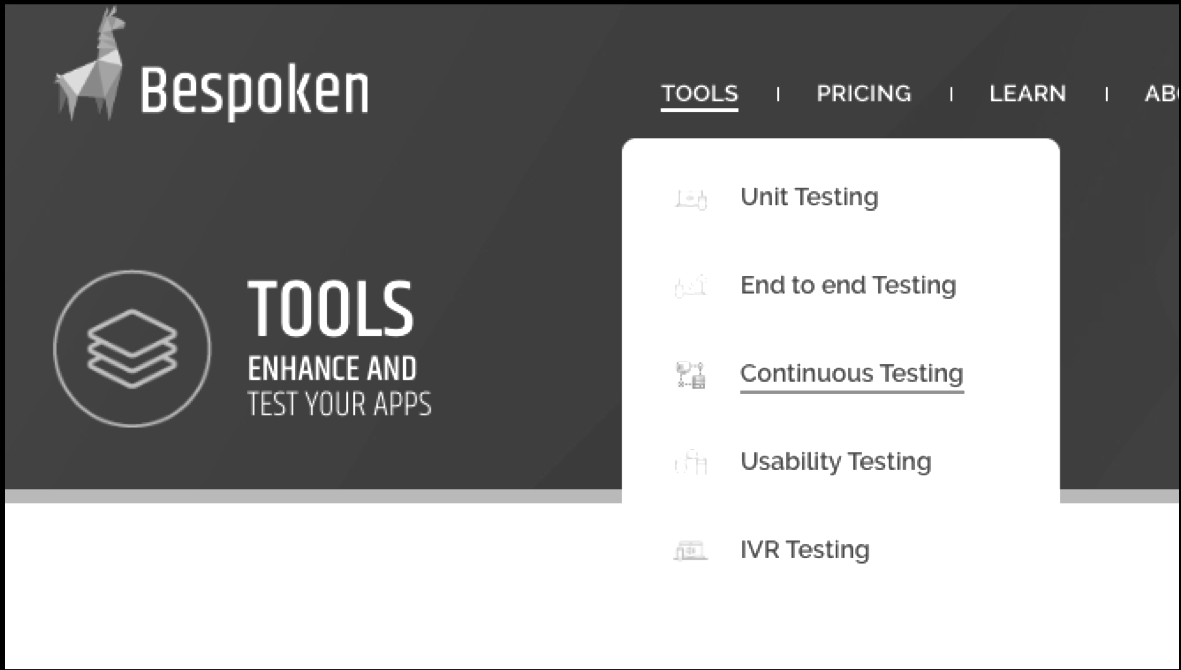 Bespoken
TOOLS
PRICING
LEARN
Unit Testing
End to end Testing
Continuous Testing
Usability Testing
IVR Testing
TOOLS
ENHANCE AND
TEST YOUR APPS